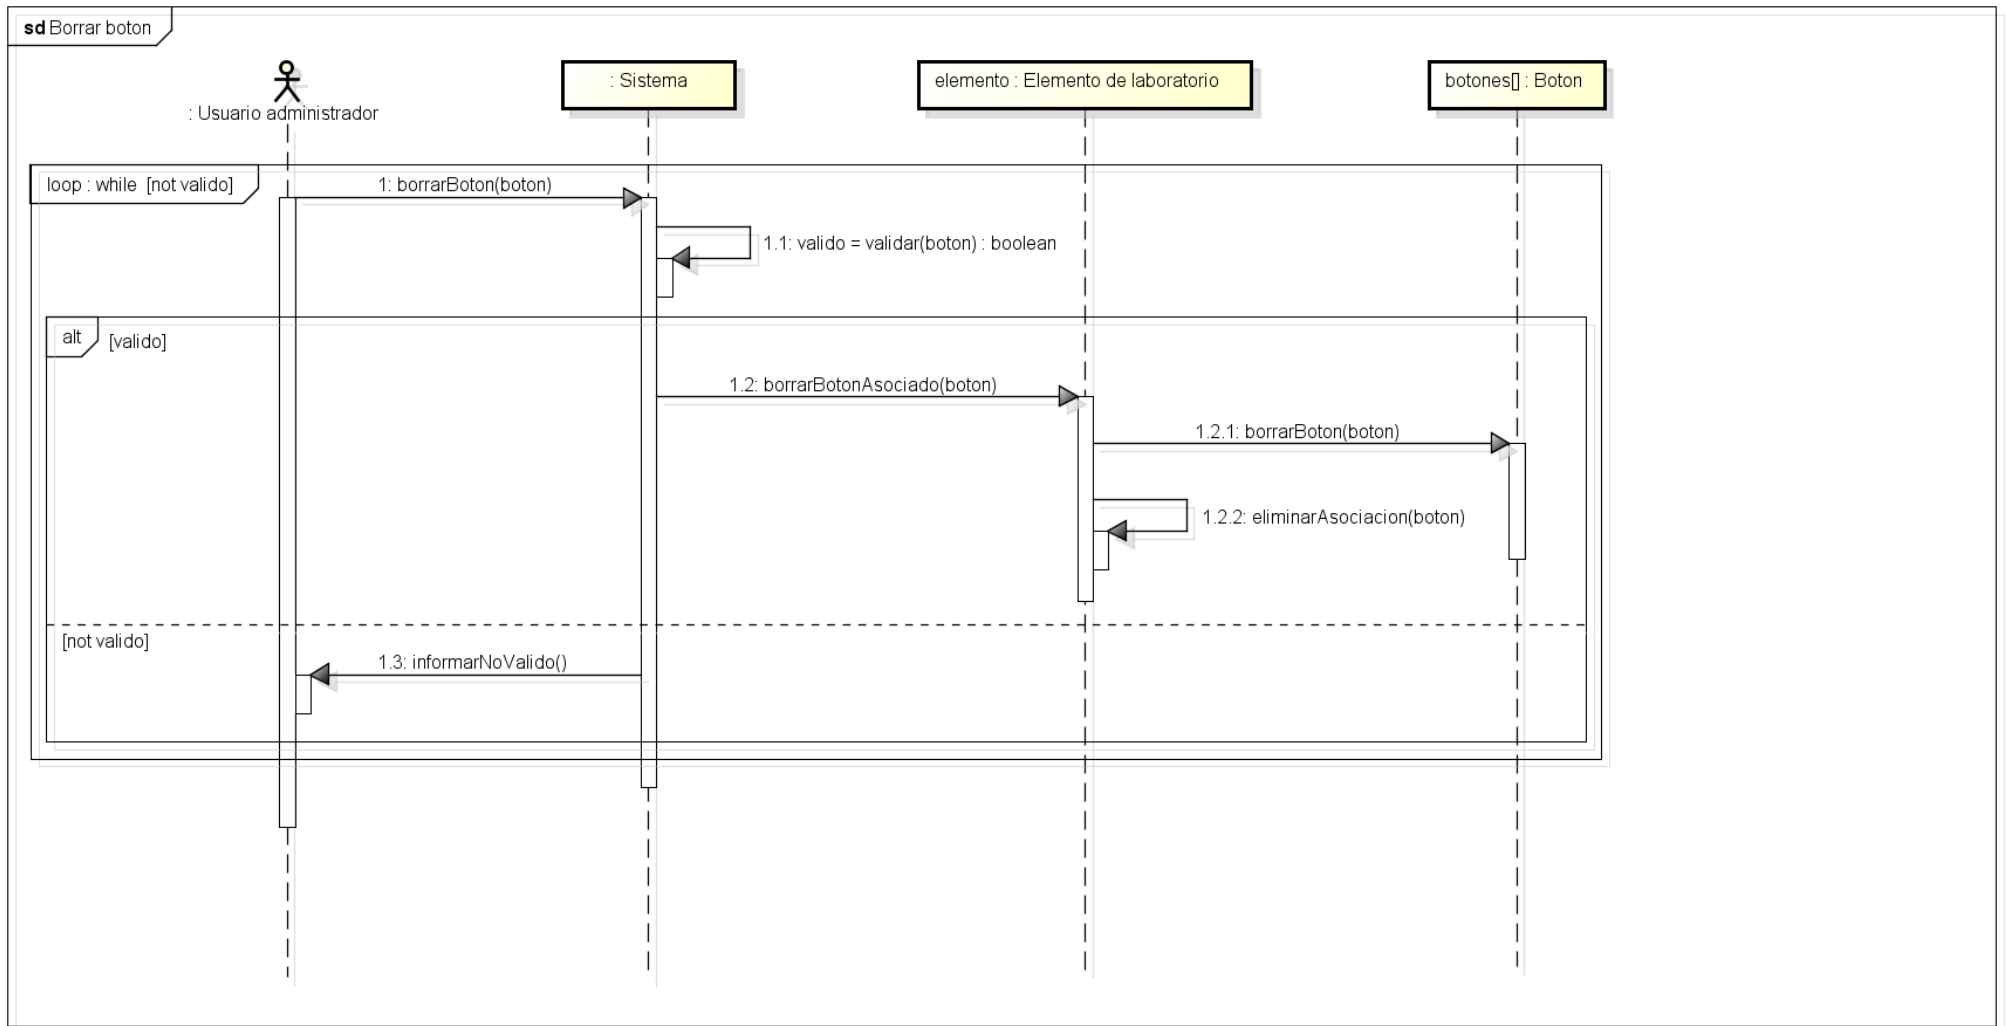 sd Borrar boton
: Usuario administrador
: Sistema
elemento : Elemento de laboratorio
botones[] : Boton
loop : while [not valido]
1: borrarBoton(boton)
1.1: valido = validar(boton) : boolean
alt
[valido]
1.2: borrarBotonAsociado(boton)
1.2.1: borrarBoton(boton)
1.2.2: eliminarAsociacion(boton)
[not valido]
1.3: informarNoValido()